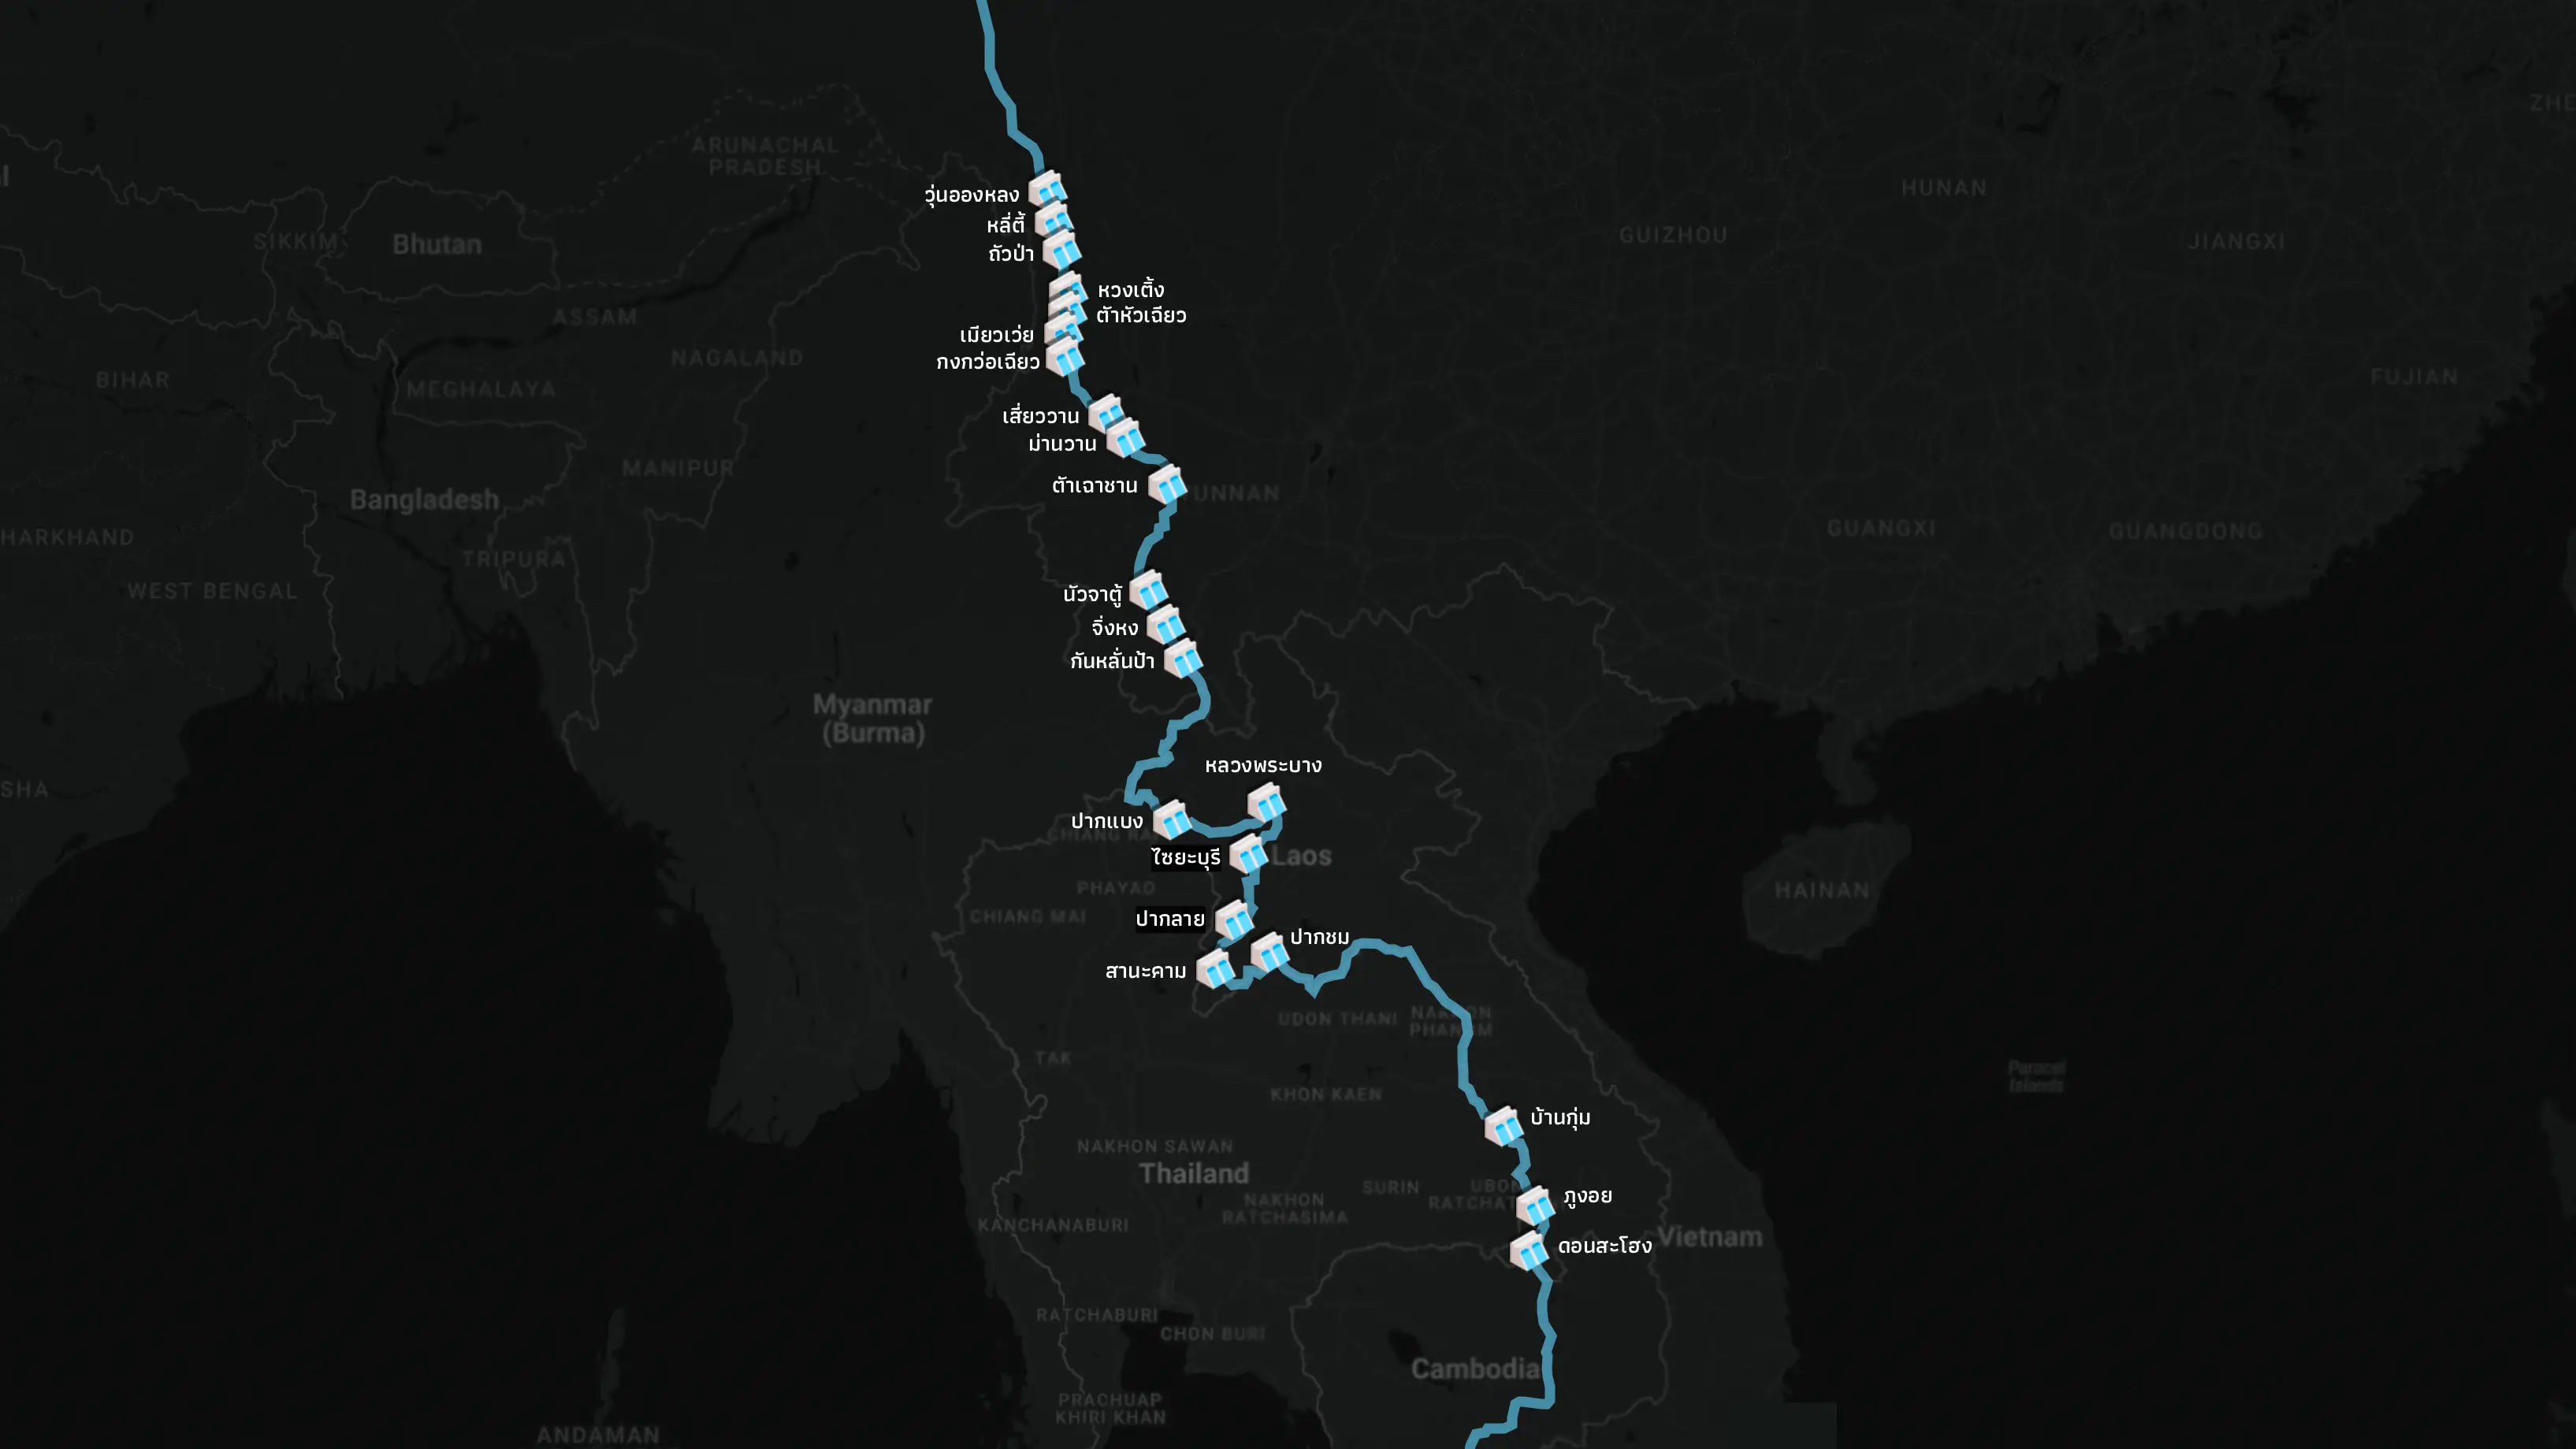 ZHE
ARUNACHAL
PRADESH
วุ่นอองหลง
HUNAN
หลี่ตี้
GUIZHOU
SIKKIM
Bhutan
JIANGXI
ถัวป่า
หวงเติ้ง
ASSAM
ต้าหัวเฉียว
เมียวเว่ย
NAGALAND
กงกว่อเฉียว
BIHAR
MEGHALAYA
FUJIAN
เสี่ยววาน
ม่านวาน
MANIPUR
ต้าเฉาชาน
YUNNAN
Bangladesh
GUANGXI
GUANGDONG
HARKHAND
TRIPURA
WEST BENGAL
นัวจาตู้
จิ่งหง
กันหลั่นป้า
Myanmar
(Burma)
หลวงพระบาง
SHA
ปากแบง
CHIANG RA
ไซยะบุรี
Laos
PHAYAO
HAINAN
CHIANG MAI
ปากลาย
ปากชม
สานะคาม
UDON THANI
NAKHON
PHANOM
TAK
Paracel
Islands
KHON KAEN
บ้านกุ่ม
NAKHON SAWAN
Thailand
SURIN
UBON
RATCHAT
ภูงอย
NAKHON
RATCHASIMA
KANCHANABURI
Vietnam
ดอนสะโฮง
RATCHABURI
CHON BURI
Cambodia
PRACHUAP
KHIRI KHAN
ANDAMAN